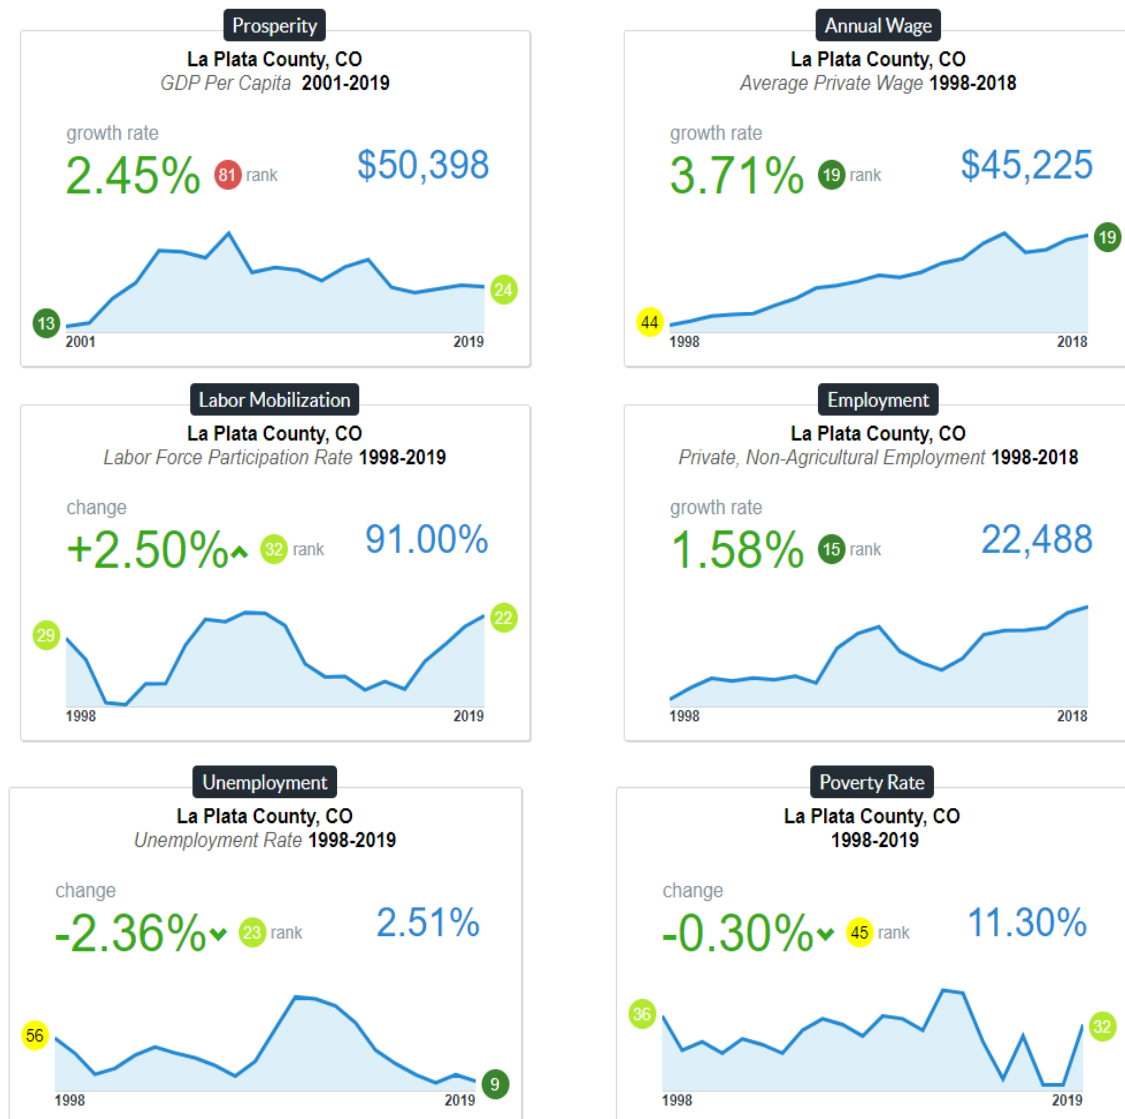 Prosperity
La Plata County, CO
GDP Per Capita 2001-2019
growth rate
2.45% 81 rank $50,398
13
24
2001 2019
Annual Wage
La Plata County, CO
Average Private Wage 1998-2018
growth rate
3.71% 19 rank $45,225
19
44
1998 2018
Labor Mobilization
La Plata County, CO
Labor Force Participation Rate 1998-2019
change
+2.50% 32 rank 91.00%
29
22
1998 2019
Employment
La Plata County, CO
Private, Non-Agricultural Employment 1998-2018
growth rate
1.58% 15 rank 22,488
1998 2018
Unemployment
La Plata County, CO
Unemployment Rate 1998-2019
change
-2.36% 23 rank 2.51%
56
9
1998 2019
Poverty Rate
La Plata County, CO
1998-2019
change
-0.30% 45 rank 11.30%
36
32
1998 2019